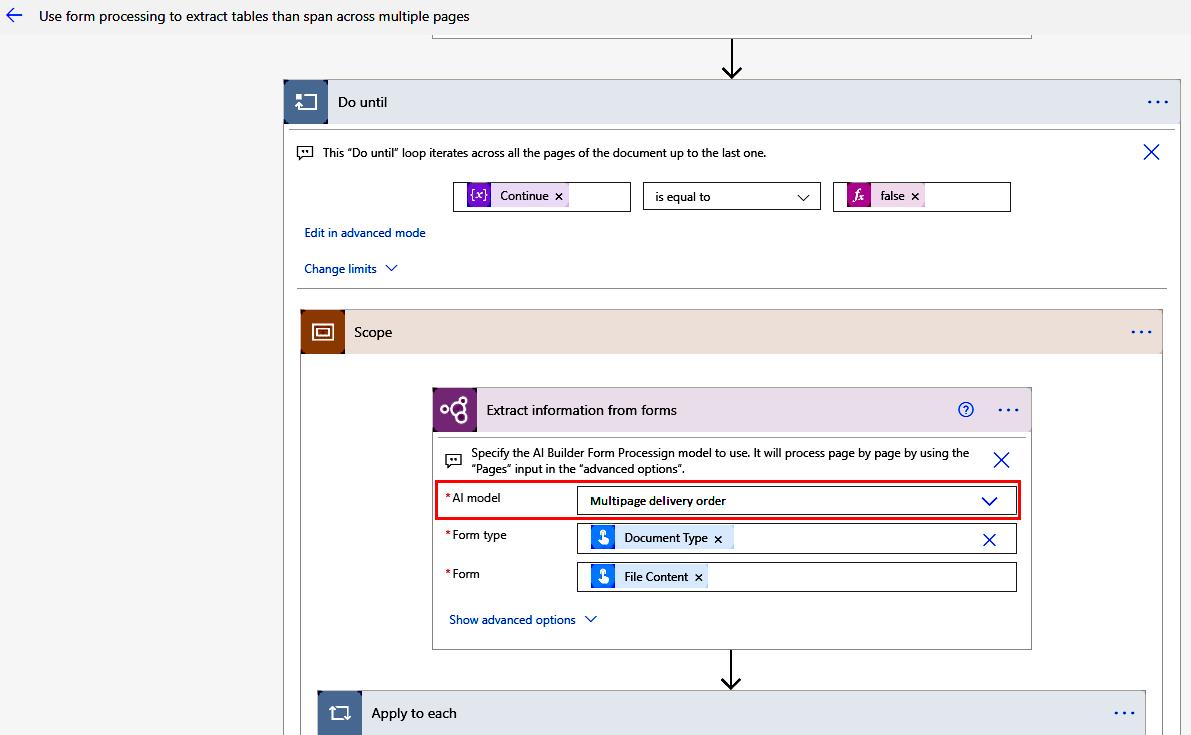 Use form processing to extract tables than span across multiple pages
Do until
This "Do until" loop iterates across all the pages of the document up to the last one.
{x} Continue × is equal to fx false ×
Edit in advanced mode
Change limits
Scope
Extract information from forms
Specify the AI Builder Form Processign model to use. It will process page by page by using the
"Pages" input in the "advanced options".
*AI model Multipage delivery order
*Form type Document Type ×
*Form File Content ×
Show advanced options
Apply to each